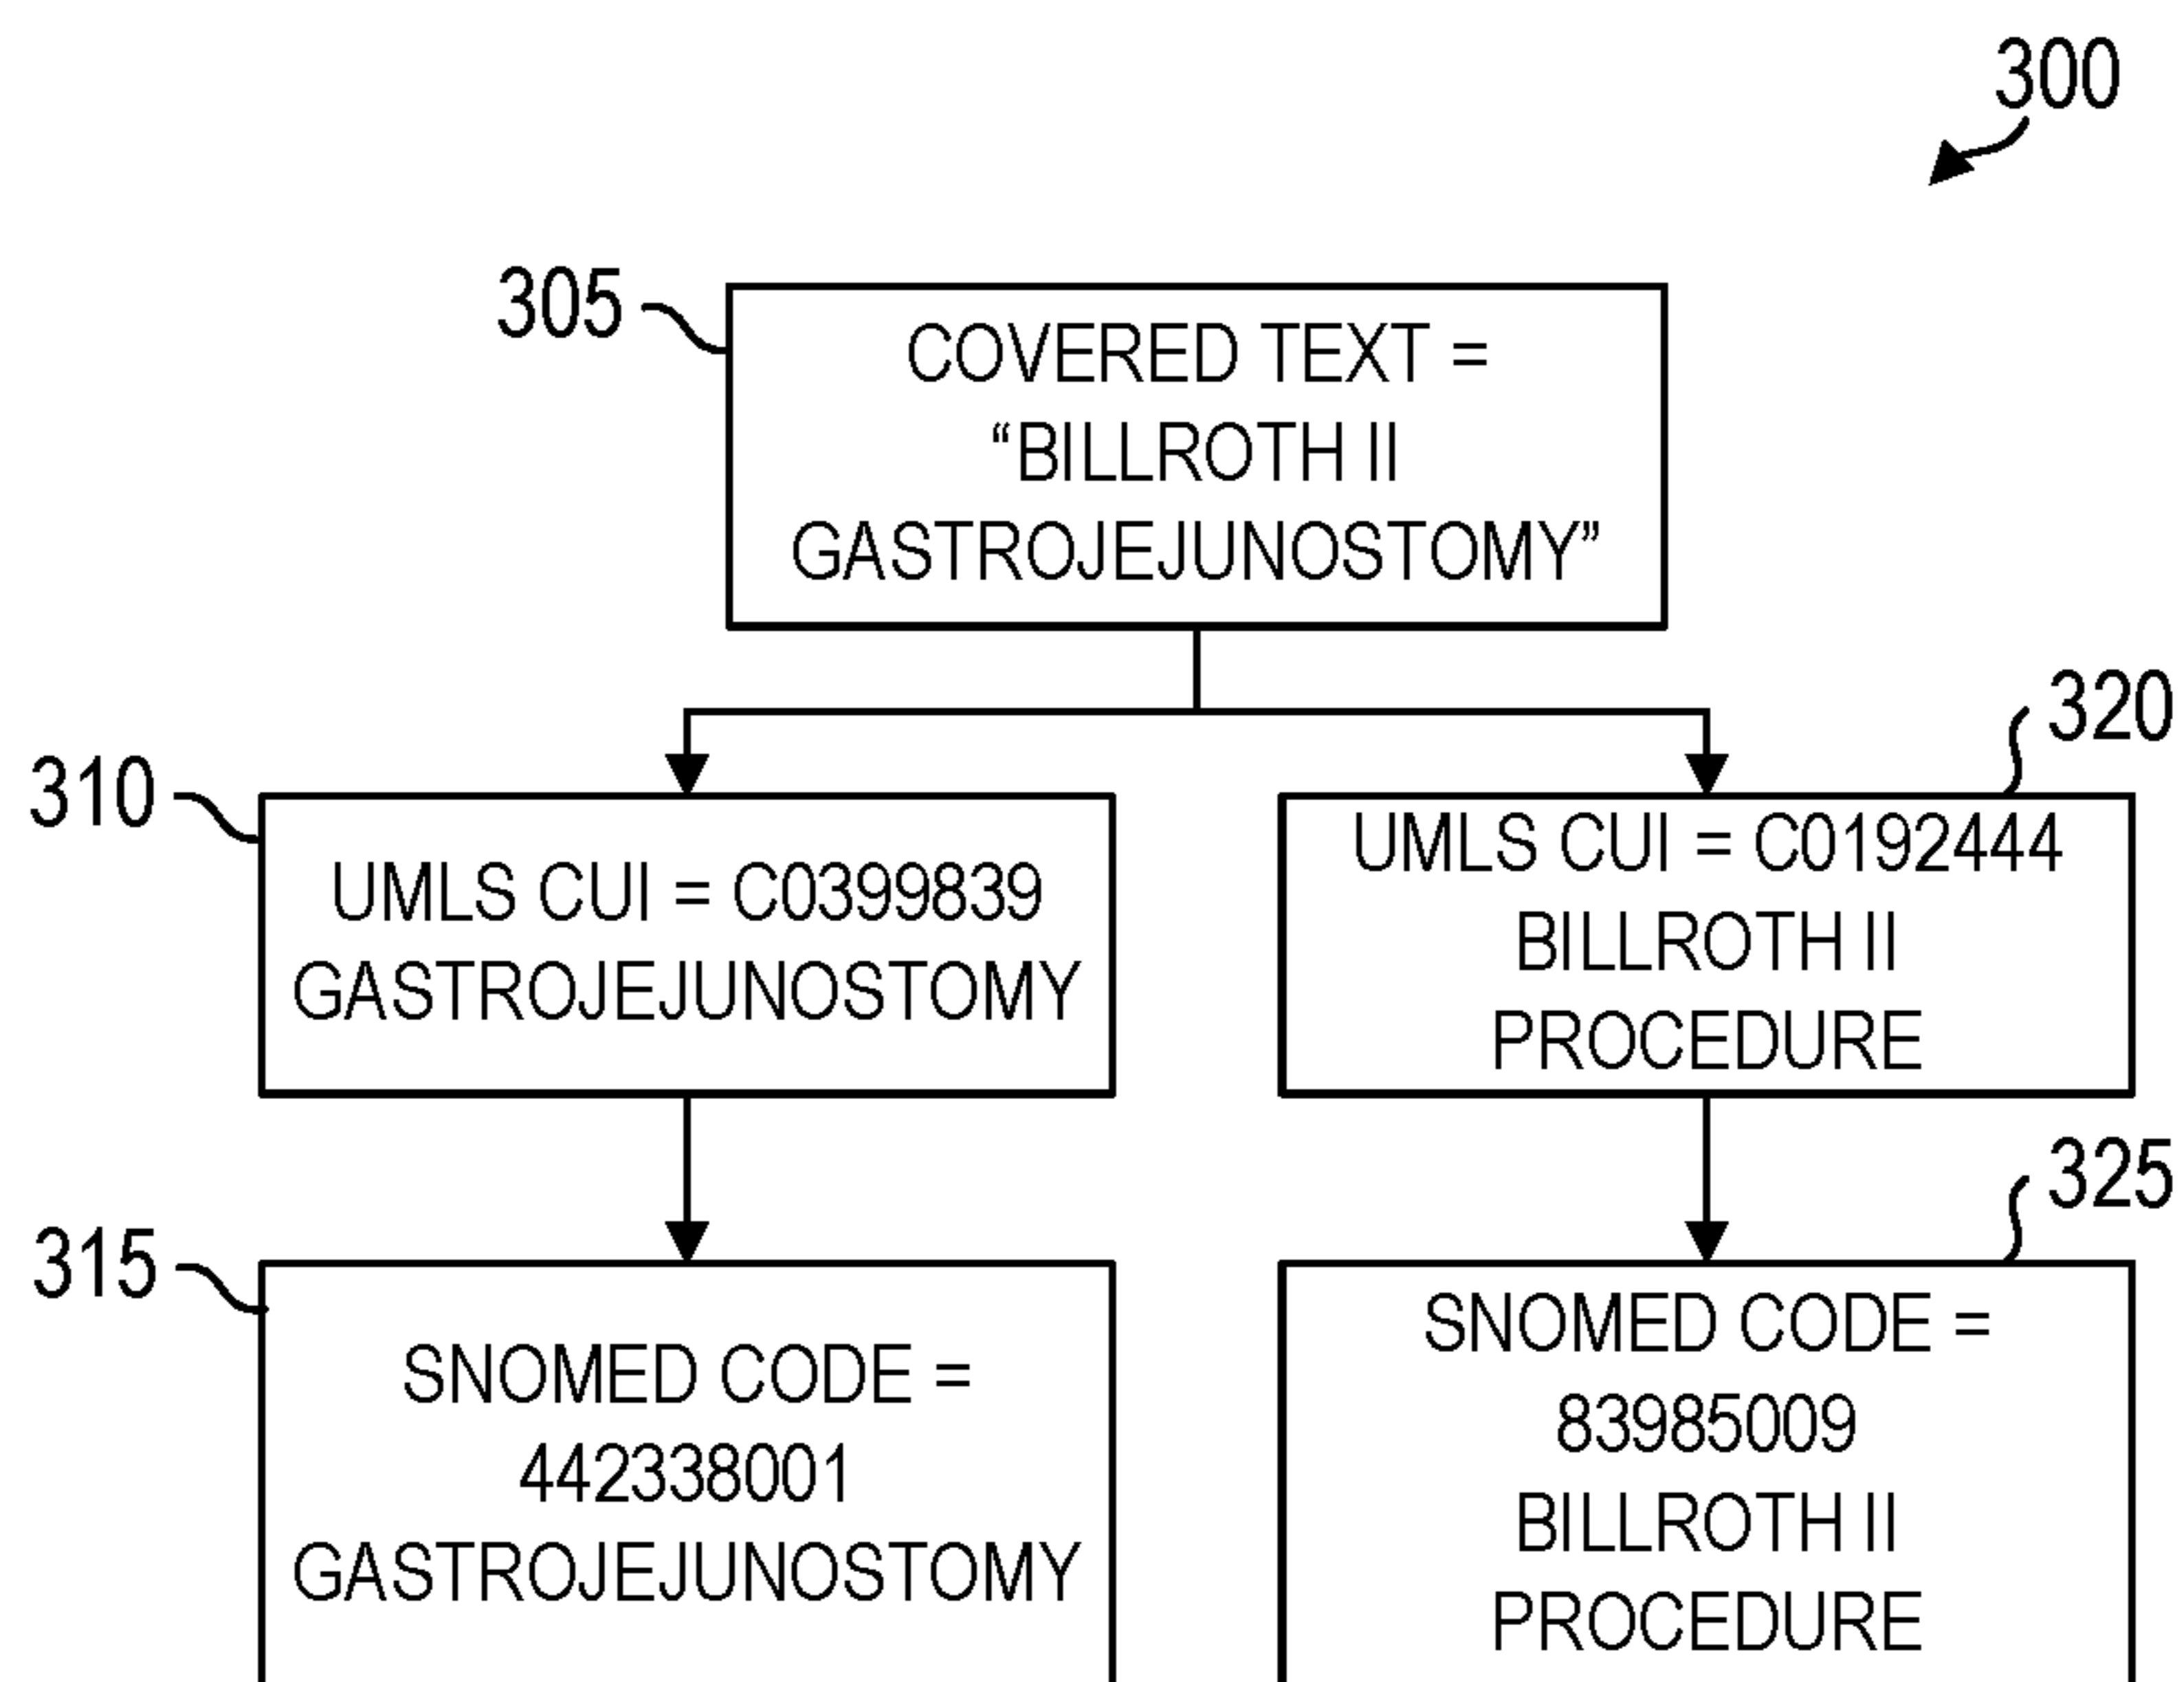 300
305
COVERED TEXT =
“BILLROTH II
GASTROJEJUNOSTOMY”
310
UMLS CUI = C0399839
GASTROJEJUNOSTOMY
320
UMLS CUI = C0192444
BILLROTH II
PROCEDURE
315
SNOMED CODE =
442338001
GASTROJEJUNOSTOMY
325
SNOMED CODE =
83985009
BILLROTH II
PROCEDURE